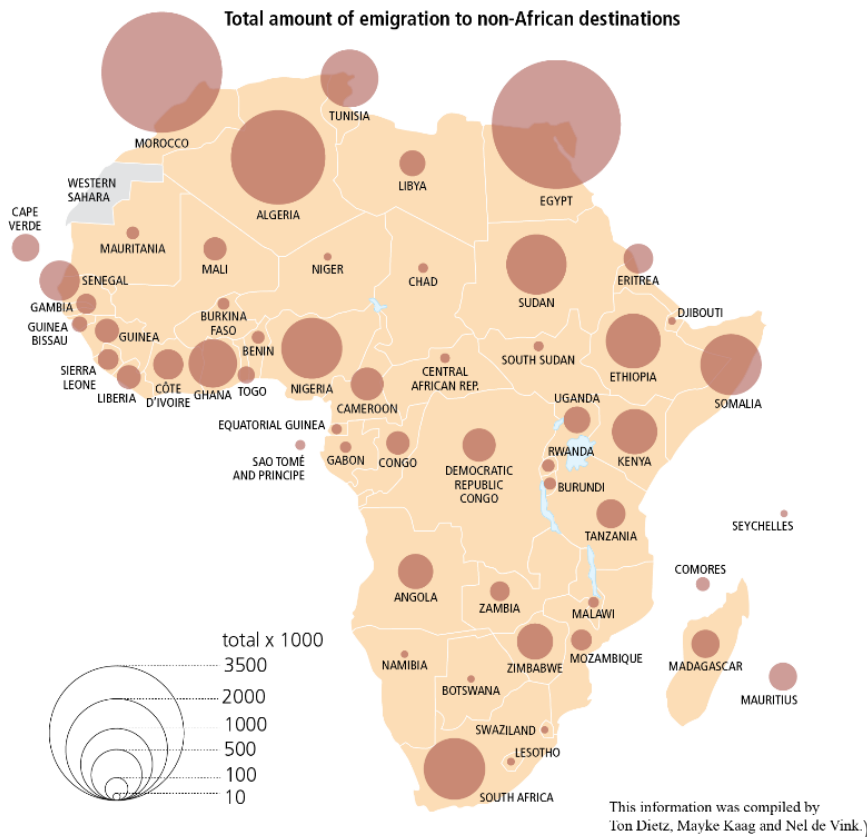 Total amount of emigration to non-African destinations
MOROCCO
TUNISIA
ALGERIA
LIBYA
EGYPT
WESTERN
SAHARA
CAPE
VERDE
MAURITANIA
MALI
NIGER
CHAD
SUDAN
ERITREA
SENEGAL
GAMBIA
GUINEA
BISSAU
GUINEA
BURKINA
FASO
BENIN
DJIBOUTI
SIERRA
LEONE
LIBERIA
CÔTE
D'IVOIRE
GHANA
TOGO
NIGERIA
CAMEROON
CENTRAL
AFRICAN REP.
SOUTH SUDAN
ETHIOPIA
SOMALIA
EQUATORIAL GUINEA
SAO TOMÉ
AND PRINCIPE
GABON
CONGO
DEMOCRATIC
REPUBLIC
CONGO
UGANDA
RWANDA
BURUNDI
KENYA
TANZANIA
SEYCHELLES
COMORES
ANGOLA
ZAMBIA
MALAWI
NAMIBIA
BOTSWANA
ZIMBABWE
MOZAMBIQUE
MADAGASCAR
MAURITIUS
SWAZILAND
LESOTHO
SOUTH AFRICA
total x 1000
3500
2000
1000
500
100
10
This information was compiled by
Ton Dietz, Mayke Kaag and Nel de Vink.